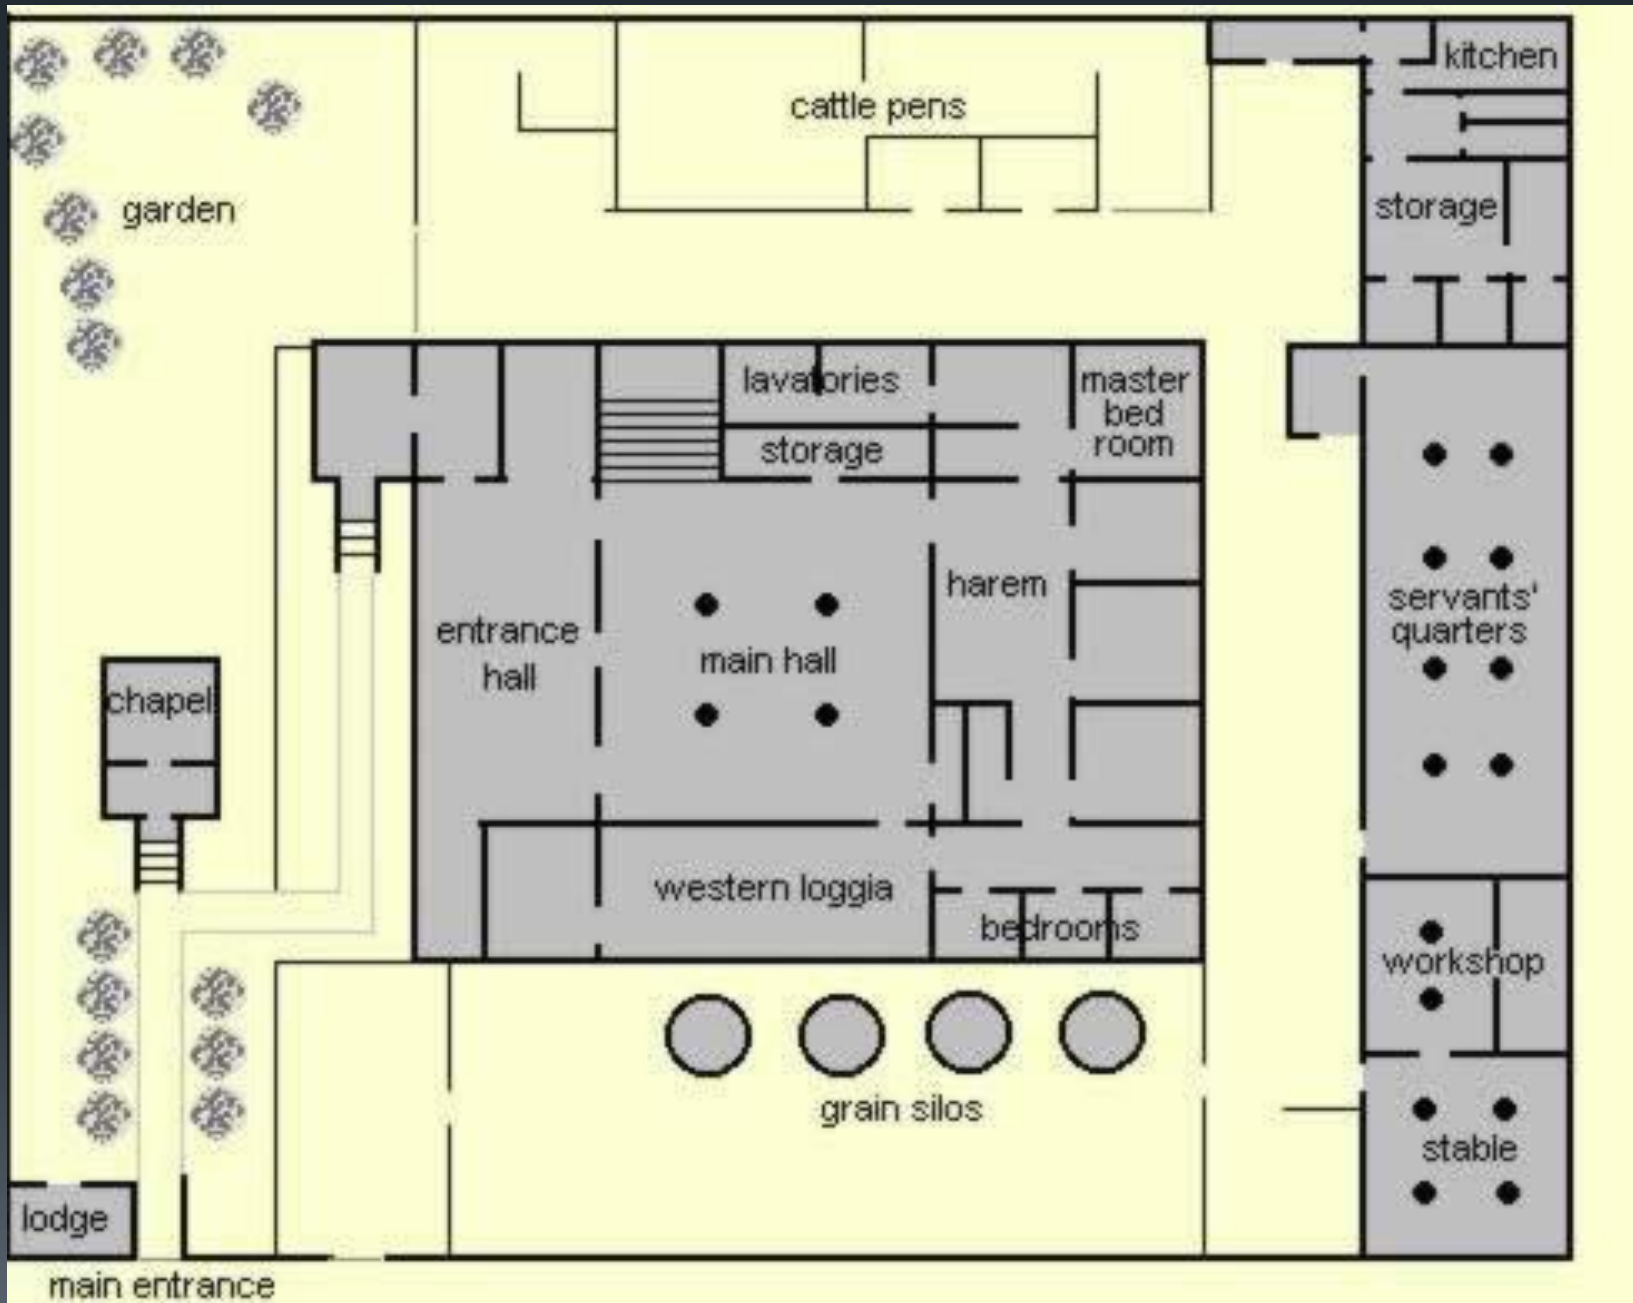 kitchen
cattle pens
garden
storage
lavatories
master
bed
room
storage
harem
entrance
hall
main hall
servants'
quarters
chapel
western loggia
bedrooms
workshop
grain silos
stable
lodge
main entrance